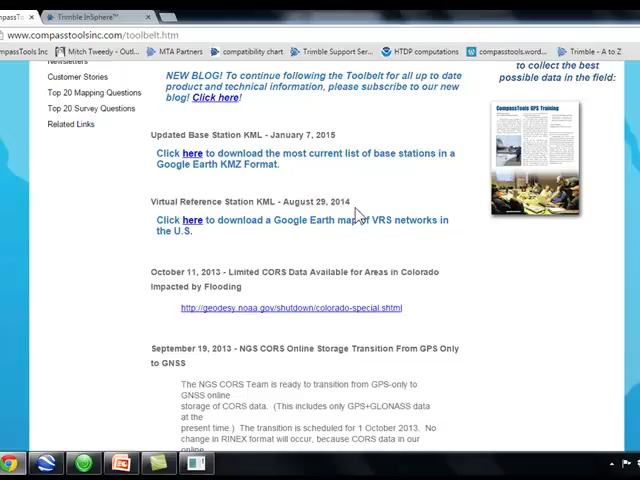 mpassTo
Trimble InSphere™
www.compasstoolsinc.com/toolbelt.htm
mpassTools Inc
Mitch Tweedy - Outl...
MTA Partners
compatibility chart
Trimble Support Ser...
HTDP computations
compasstools.word...
Trimble - A to Z
Newsletters
Customer Stories
Top 20 Mapping Questions
Top 20 Survey Questions
Related Links
NEW BLOG! To continue following the Toolbelt for all up to date
product and technical information, please subscribe to our new
blog! Click here!
to collect the best
possible data in the field:
CompassTools GPS Training
Updated Base Station KML - January 7, 2015
Click here to download the most current list of base stations in a
Google Earth KMZ Format.
Virtual Reference Station KML - August 29, 2014
Click here to download a Google Earth map of VRS networks in
the U.S.
October 11, 2013 - Limited CORS Data Available for Areas in Colorado
Impacted by Flooding
http://geodesy.noaa.gov/shutdown/colorado-special.shtml
September 19, 2013 - NGS CORS Online Storage Transition From GPS Only
to GNSS
The NGS CORS Team is ready to transition from GPS-only to
GNSS online
storage of CORS data. (This includes only GPS+GLONASS data
at the
present time.) The transition is scheduled for 1 October 2013. No
change in RINEX format will occur, because CORS data in our
online